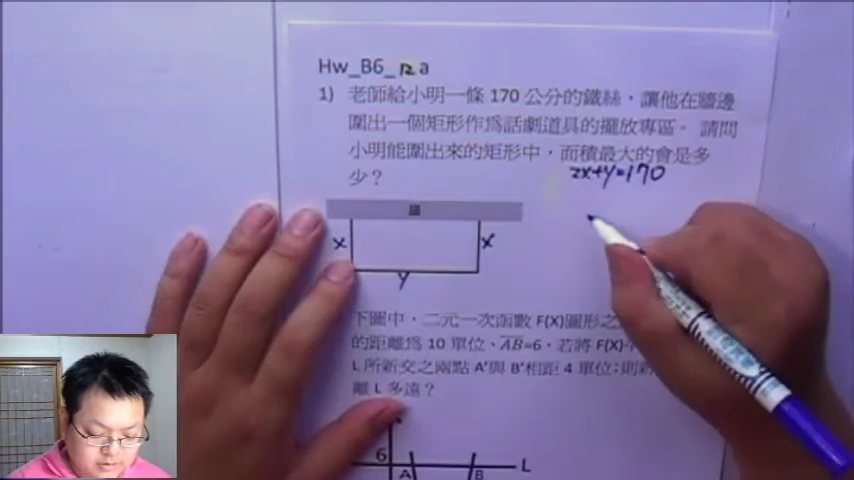 Hw_B6_12a
1) 老師給小明一條 170 公分的鐵絲，讓他在牆邊
圍出一個矩形作為話劇道具的擺放專區。 請問
小明能圍出來的矩形中，面積最大的會是多
少？
2x+y=170
x
x
y
下圖中，二元一次函數 F(X)圖形之
的距離為 10 單位、AB=6，若將 F(X)
L 所新交之兩點 A'與 B'相距 4 單位;則新
離 L 多遠？
6
A
B
L